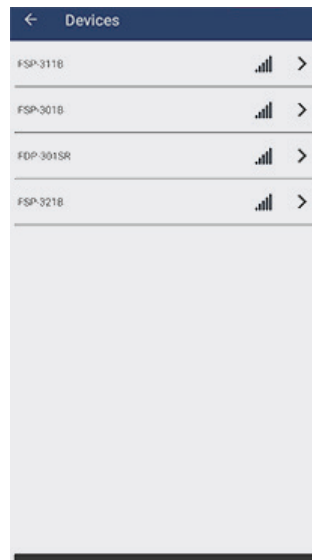 Devices
FSP-311B
FSP-301B
FDP-301SR
FSP-321B